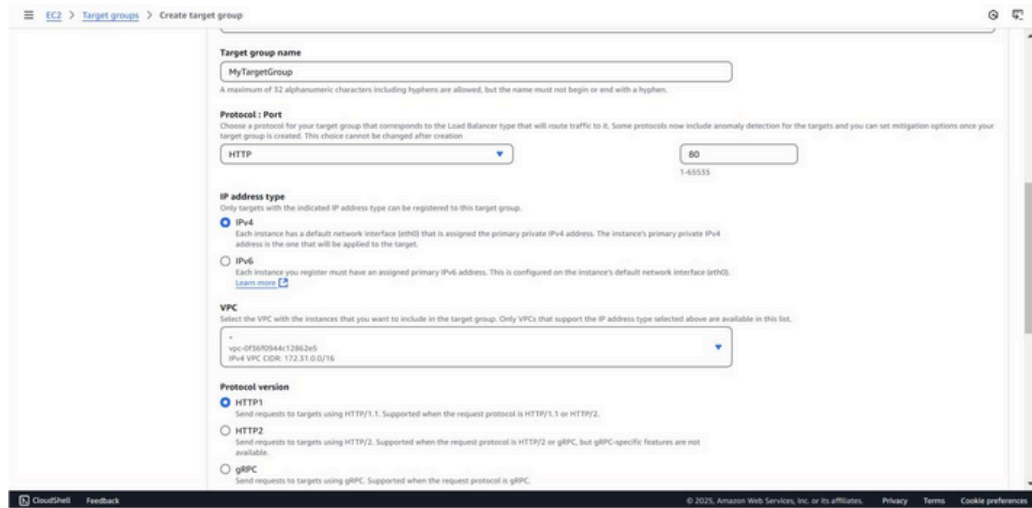 EC2 > Target groups > Create target group
Target group name
MyTargetGroup
A maximum of 32 alphanumeric characters including hyphens are allowed, but the name must not begin or end with a hyphen.
Protocol : Port
Choose a protocol for your target group that corresponds to the Load Balancer type that will route traffic to it. Some protocols now include anomaly detection for the targets and you can set mitigation options once your
target group is created. This choice cannot be changed after creation
HTTP
80
1-65535
IP address type
Only targets with the indicated IP address type can be registered to this target group.
IPv4
Each instance has a default network interface (eth0) that is assigned the primary private IPv4 address. The instance's primary private IPv4
address is the one that will be applied to the target.
IPv6
Each instance you register must have an assigned primary IPv6 address. This is configured on the instance's default network interface (eth0).
Learn more
VPC
Select the VPC with the instances that you want to include in the target group. Only VPCs that support the IP address type selected above are available in this list.
-
vpc-0f36f0944c12862e5
IPv4 VPC CIDR: 172.31.0.0/16
Protocol version
HTTP1
Send requests to targets using HTTP/1.1. Supported when the request protocol is HTTP/1.1 or HTTP/2.
HTTP2
Send requests to targets using HTTP/2. Supported when the request protocol is HTTP/2 or gRPC, but gRPC-specific features are not
available.
gRPC
Send requests to targets using gRPC. Supported when the request protocol is gRPC.
CloudShell Feedback © 2025, Amazon Web Services, Inc. or its affiliates. Privacy Terms Cookie preferences